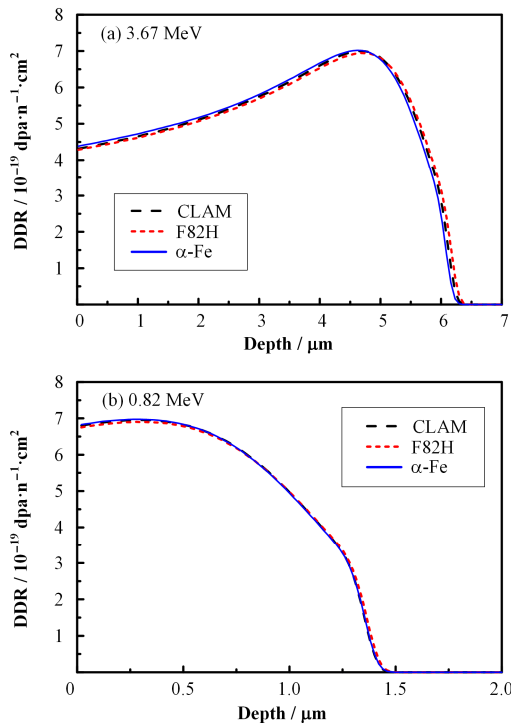 (a) 3.67 MeV
8
7
6
5
4
3
2
1
DDR / 10⁻¹⁹ dpa·n⁻¹·cm²
CLAM
F82H
α-Fe
0 1 2 3 4 5 6 7
Depth / μm
(b) 0.82 MeV
8
7
6
5
4
3
2
1
DDR / 10⁻¹⁹ dpa·n⁻¹·cm²
CLAM
F82H
α-Fe
0 0.5 1.0 1.5 2.0
Depth / μm